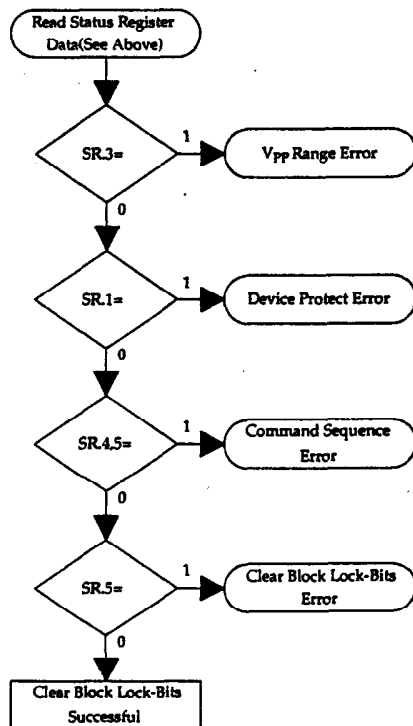 Read Status Register
Data(See Above)
SR.3=
1
VPP Range Error
0
SR.1=
1
Device Protect Error
0
SR.4,5=
1
Command Sequence
Error
0
SR.5=
1
Clear Block Lock-Bits
Error
0
Clear Block Lock-Bits
Successful